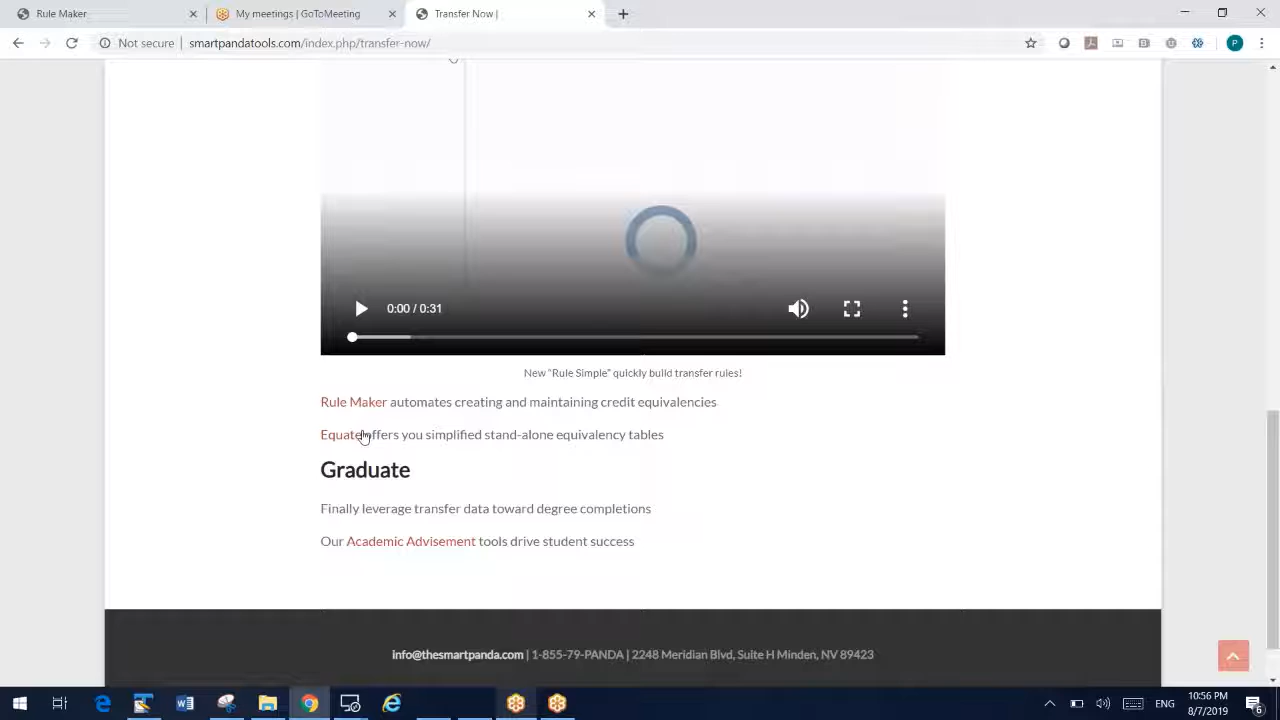 Rule Maker
My meetings | GoToMeeting
Transfer Now |
Not secure | smartpandatools.com/index.php/transfer-now/
P
0:00 / 0:31
New "Rule Simple" quickly build transfer rules!
Rule Maker automates creating and maintaining credit equivalencies
Equate offers you simplified stand-alone equivalency tables
Graduate
Finally leverage transfer data toward degree completions
Our Academic Advisement tools drive student success
info@thesmartpanda.com | 1-855-79-PANDA | 2248 Meridian Blvd, Suite H Minden, NV 89423
ENG
10:56 PM
8/7/2019
6